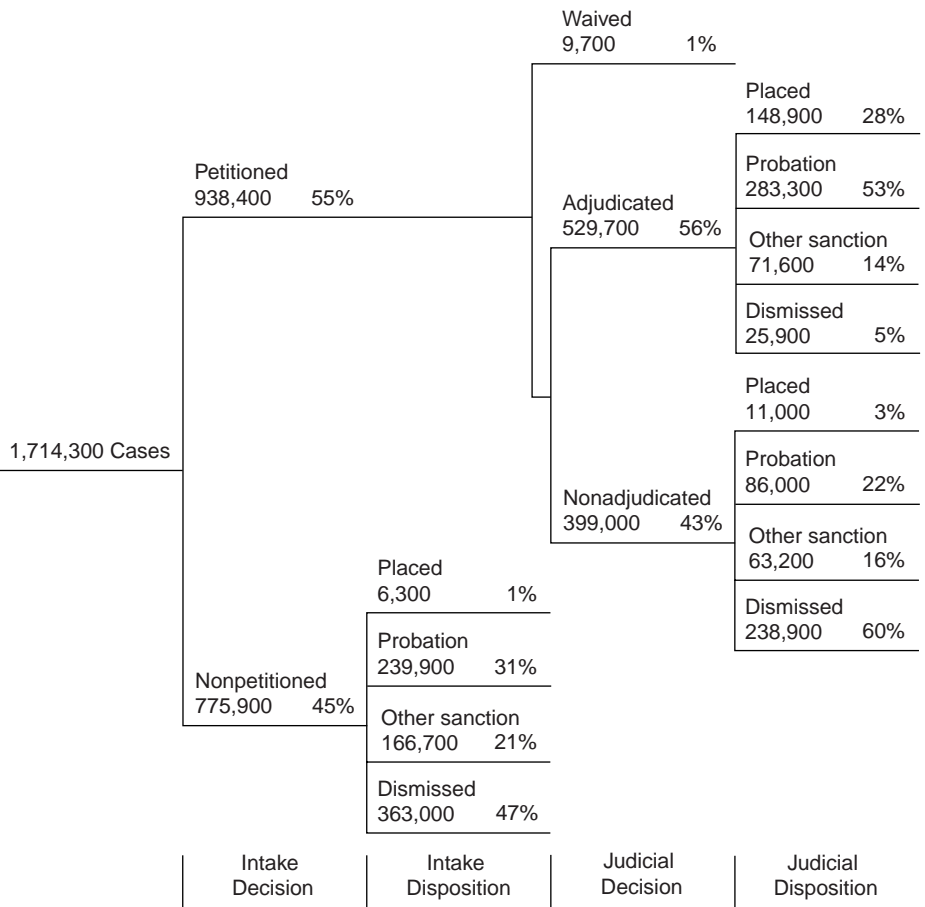 Waived
9,700 1%
Placed
148,900 28%
Petitioned
938,400 55%
Probation
283,300 53%
Adjudicated
529,700 56%
Other sanction
71,600 14%
Dismissed
25,900 5%
Placed
11,000 3%
1,714,300 Cases
Probation
86,000 22%
Nonadjudicated
399,000 43%
Other sanction
63,200 16%
Placed
6,300 1%
Dismissed
238,900 60%
Probation
239,900 31%
Nonpetitioned
775,900 45%
Other sanction
166,700 21%
Dismissed
363,000 47%
Intake
Decision
Intake
Disposition
Judicial
Decision
Judicial
Disposition